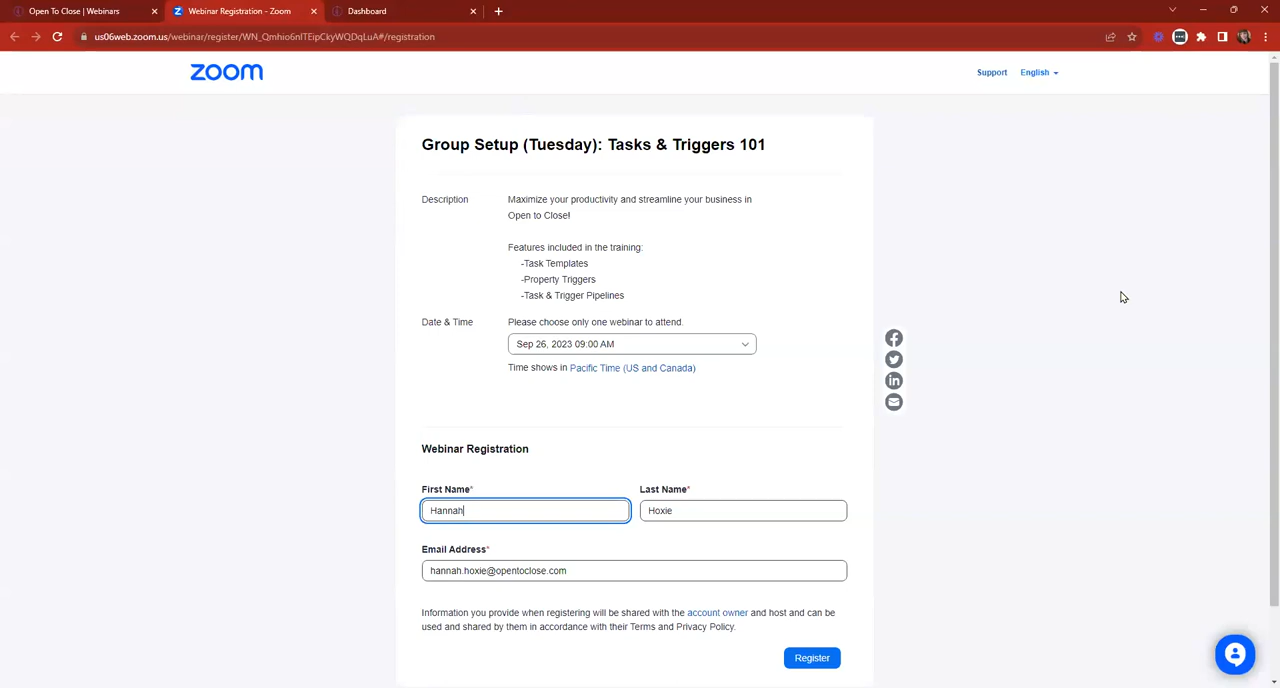 Open To Close | Webinars
Webinar Registration - Zoom
Dashboard
us06web.zoom.us/webinar/register/WN_Qmhio6nlTEipCkyWQDqLuA#/registration
zoom
Support
English
Group Setup (Tuesday): Tasks & Triggers 101
Description
Maximize your productivity and streamline your business in
Open to Close!
Features included in the training:
-Task Templates
-Property Triggers
-Task & Trigger Pipelines
Date & Time
Please choose only one webinar to attend.
Sep 26, 2023 09:00 AM
Time shows in Pacific Time (US and Canada)
Webinar Registration
First Name*
Last Name*
Hannah
Hoxie
Email Address*
hannah.hoxie@opentoclose.com
Information you provide when registering will be shared with the account owner and host and can be
used and shared by them in accordance with their Terms and Privacy Policy.
Register